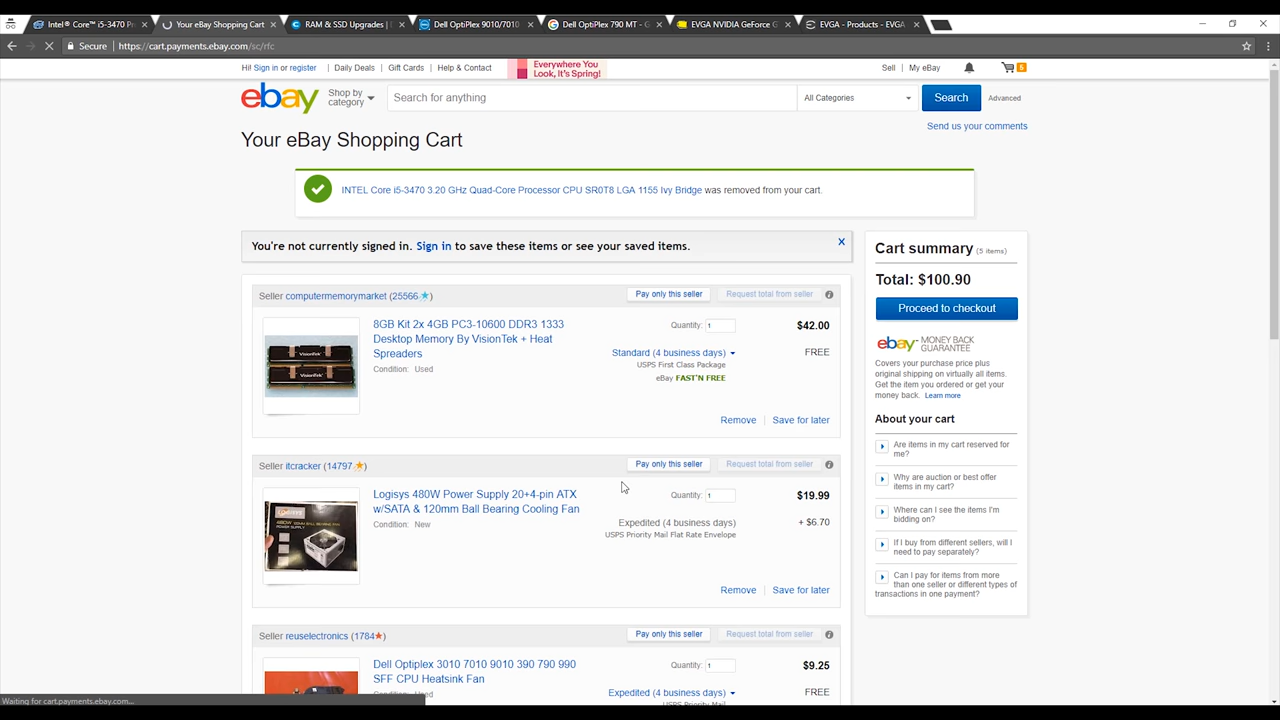 Intel® Core™ i5-3470 Pro
Your eBay Shopping Cart
RAM & SSD Upgrades |
Dell OptiPlex 9010/7010
Dell OptiPlex 790 MT - G
EVGA NVIDIA GeForce G
EVGA - Products - EVGA
Secure
https://cart.payments.ebay.com/sc/rfc
Hi! Sign in or register
Daily Deals
Gift Cards
Help & Contact
Everywhere You
Look, It's Spring!
Sell
My eBay
5
ebay
Shop by
category
Search for anything
All Categories
Search
Advanced
Send us your comments
Your eBay Shopping Cart
INTEL Core i5-3470 3.20 GHz Quad-Core Processor CPU SR0T8 LGA 1155 Ivy Bridge was removed from your cart.
You're not currently signed in. Sign in to save these items or see your saved items.
x
Seller computermemorymarket (25566)
Pay only this seller
Request total from seller
8GB Kit 2x 4GB PC3-10600 DDR3 1333
Desktop Memory By VisionTek + Heat
Spreaders
Condition: Used
Quantity: 1
$42.00
Standard (4 business days)
FREE
USPS First Class Package
eBay FAST'N FREE
Remove
Save for later
Seller itcracker (14797)
Pay only this seller
Request total from seller
Logisys 480W Power Supply 20+4-pin ATX
w/SATA & 120mm Ball Bearing Cooling Fan
Condition: New
Quantity: 1
$19.99
Expedited (4 business days)
+ $6.70
USPS Priority Mail Flat Rate Envelope
Remove
Save for later
Seller reuselectronics (1784)
Pay only this seller
Request total from seller
Dell Optiplex 3010 7010 9010 390 790 990
SFF CPU Heatsink Fan
Condition: Used
Quantity: 1
$9.25
Expedited (4 business days)
FREE
USPS Priority Mail
Cart summary (5 items)
Total: $100.90
Proceed to checkout
ebay MONEY BACK
GUARANTEE
Covers your purchase price plus
original shipping on virtually all items.
Get the item you ordered or get your
money back. Learn more
About your cart
Are items in my cart reserved for
me?
Why are auction or best offer
items in my cart?
Where can I see the items I'm
bidding on?
If I buy from different sellers, will I
need to pay separately?
Can I pay for items from more
than one seller or different types of
transactions in one payment?
Waiting for cart.payments.ebay.com...